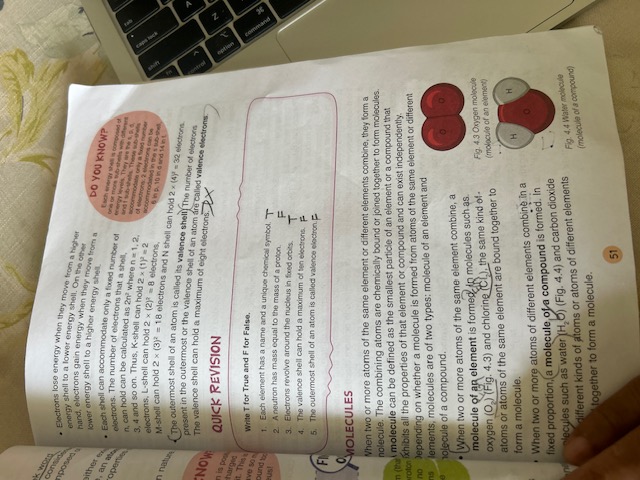 • Electrons lose energy when they move from a higher
energy shell to a lower energy shell. On the other
hand, electrons gain energy when they move from a
lower energy shell to a higher energy shell.
• Each shell can accommodate only a fixed number of
electrons. The number of electrons that a shell,
n, can hold can be calculated as 2n² where n = 1, 2,
3, 4 and so on. Thus, K-shell can hold 2 × (1)² = 2
electrons, L-shell can hold 2 × (2)² = 8 electrons,
M-shell can hold 2 × (3)² = 18 electrons and N shell can hold 2 × (4)² = 32 electrons.
The outermost shell of an atom is called its valence shell. The number of electrons
present in the outermost or the valence shell of an atom are called valence electrons.
The valence shell can hold a maximum of eight electrons.
DO YOU KNOW?
Each energy shell is composed of
one or more sub-shells with different
energy levels. They are the s, p, d,
and f sub-shells. These sub-shells
accommodate only a fixed number
of electrons. 2 electrons can be
accommodated in the s sub-shell,
6 in p, 10 in d and 14 in f.
QUICK REVISION
Write T for True and F for False.
1. Each element has a name and a unique chemical symbol. T
2. A neutron has mass equal to the mass of a proton. F
3. Electrons revolve around the nucleus in fixed orbits. T
4. The valence shell can hold a maximum of ten electrons. F
5. The outermost shell of an atom is called valence electron. F
MOLECULES
When two or more atoms of the same element or different elements combine, they form a
molecule. The combining atoms are chemically bound or joined together to form molecules.
A molecule can be defined as the smallest particle of an element or a compound that
exhibits all the properties of that element or compound and can exist independently.
Depending on whether a molecule is formed from atoms of the same element or different
elements, molecules are of two types: molecule of an element and
molecule of a compound.
• When two or more atoms of the same element combine, a
molecule of an element is formed. In molecules such as
oxygen (O₂) (Fig. 4.3) and chlorine (Cl₂), the same kind of
atoms or atoms of the same element are bound together to
form a molecule.
• When two or more atoms of different elements combine in a
fixed proportion, a molecule of a compound is formed. In
molecules such as water (H₂O) (Fig. 4.4) and carbon dioxide
different kinds of atoms or atoms of different elements
together to form a molecule.
O O
Fig. 4.3 Oxygen molecule
(molecule of an element)
H H
O
Fig. 4.4 Water molecule
(molecule of a compound)
51